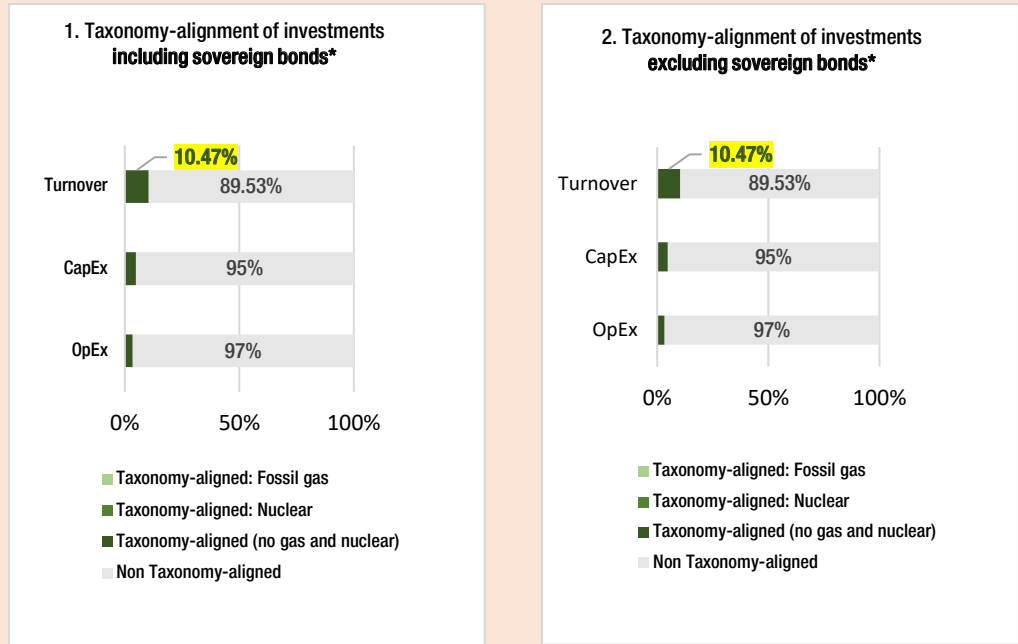 1. Taxonomy-alignment of investments
including sovereign bonds*
10.47%
Turnover
89.53%
CapEx
95%
OpEx
97%
0%
50%
100%
Taxonomy-aligned: Fossil gas
Taxonomy-aligned: Nuclear
Taxonomy-aligned (no gas and nuclear)
Non Taxonomy-aligned
2. Taxonomy-alignment of investments
excluding sovereign bonds*
10.47%
Turnover
89.53%
CapEx
95%
OpEx
97%
0%
50%
100%
Taxonomy-aligned: Fossil gas
Taxonomy-aligned: Nuclear
Taxonomy-aligned (no gas and nuclear)
Non Taxonomy-aligned